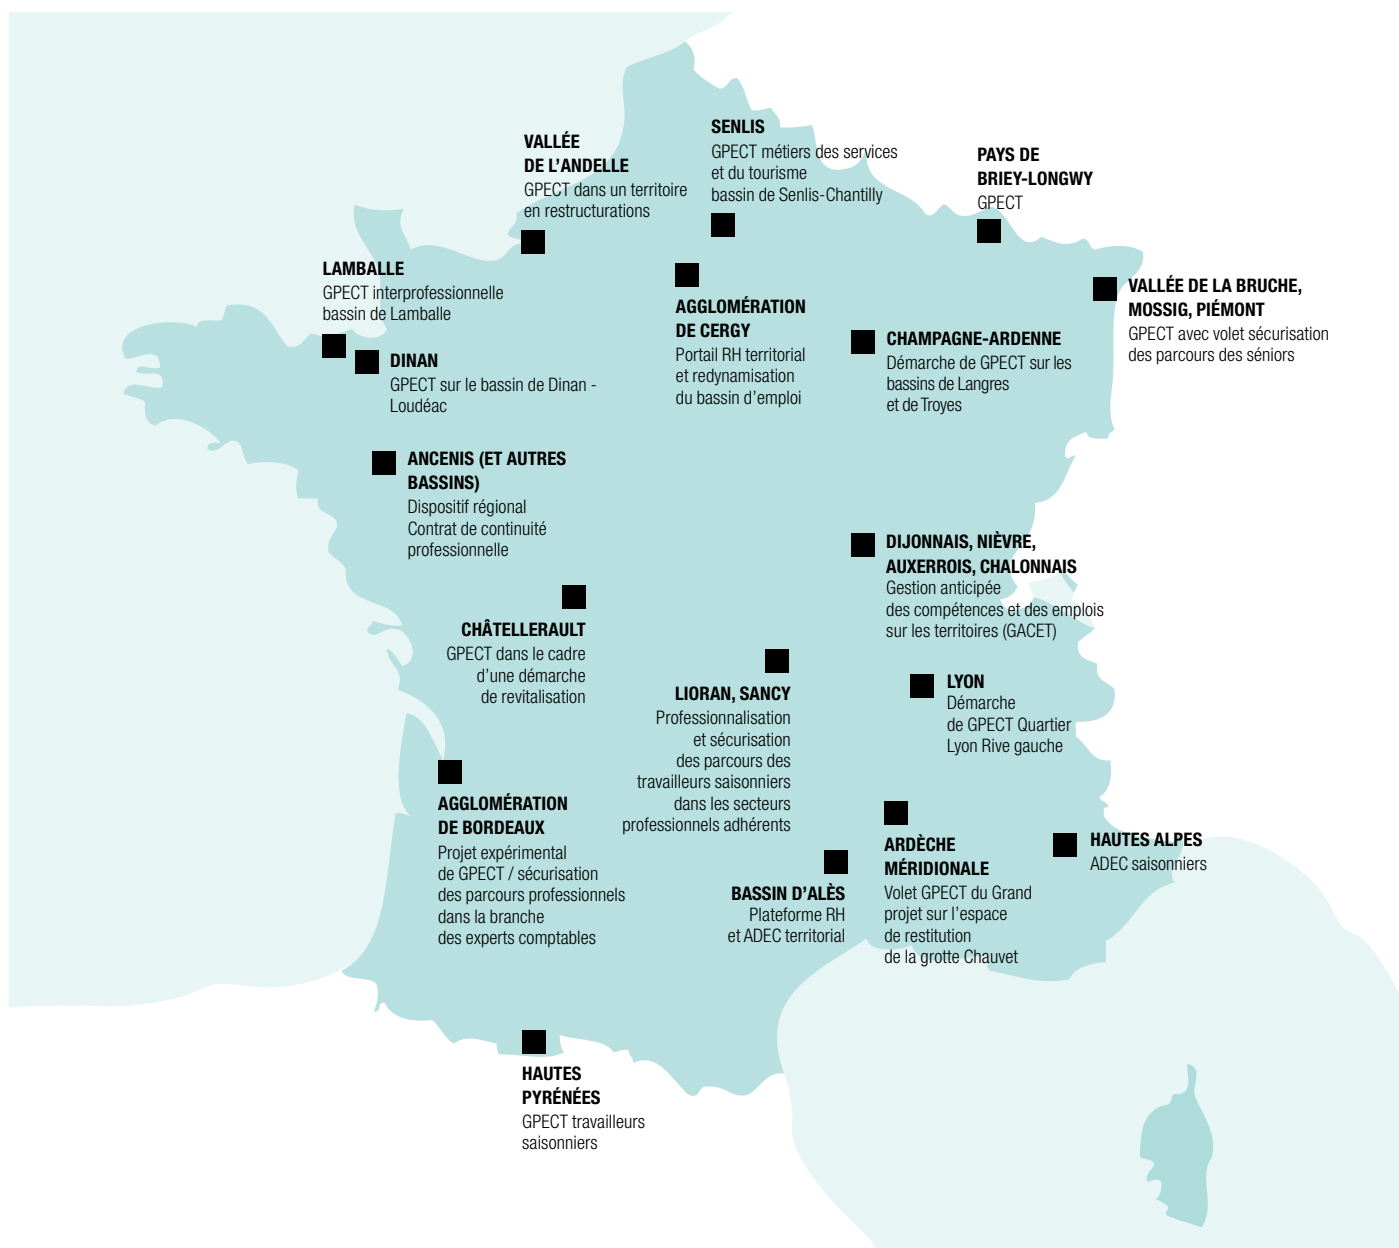 VALLÉE
DE L'ANDELLE
GPECT dans un territoire
en restructurations
SENLIS
GPECT métiers des services
et du tourisme
bassin de Senlis-Chantilly
PAYS DE
BRIEY-LONGWY
GPECT
LAMBALLE
GPECT interprofessionnelle
bassin de Lamballe
DINAN
GPECT sur le bassin de Dinan -
Loudéac
AGGLOMÉRATION
DE CERGY
Portail RH territorial
et redynamisation
du bassin d'emploi
CHAMPAGNE-ARDENNE
Démarche de GPECT sur les
bassins de Langres
et de Troyes
VALLÉE DE LA BRUCHE,
MOSSIG, PIÉMONT
GPECT avec volet sécurisation
des parcours des séniors
ANCENIS (ET AUTRES
BASSINS)
Dispositif régional
Contrat de continuité
professionnelle
DIJONNAIS, NIÈVRE,
AUXERROIS, CHALONNAIS
Gestion anticipée
des compétences et des emplois
sur les territoires (GACET)
CHÂTELLERAULT
GPECT dans le cadre
d'une démarche
de revitalisation
LIORAN, SANCY
Professionnalisation
et sécurisation
des parcours des
travailleurs saisonniers
dans les secteurs
professionnels adhérents
LYON
Démarche
de GPECT Quartier
Lyon Rive gauche
AGGLOMÉRATION
DE BORDEAUX
Projet expérimental
de GPECT / sécurisation
des parcours professionnels
dans la branche
des experts comptables
BASSIN D'ALÈS
Plateforme RH
et ADEC territorial
ARDÈCHE
MÉRIDIONALE
Volet GPECT du Grand
projet sur l'espace
de restitution
de la grotte Chauvet
HAUTES ALPES
ADEC saisonniers
HAUTES
PYRÉNÉES
GPECT travailleurs
saisonniers